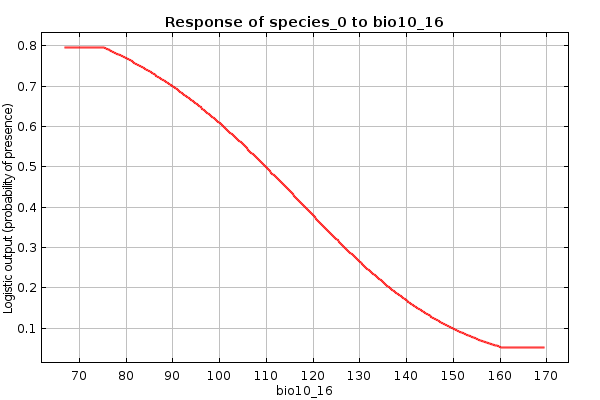 Response of species_0 to bio10_16
Logistic output (probability of presence)
0.8
0.7
0.6
0.5
0.4
0.3
0.2
0.1
70 80 90 100 110 120 130 140 150 160 170
bio10_16